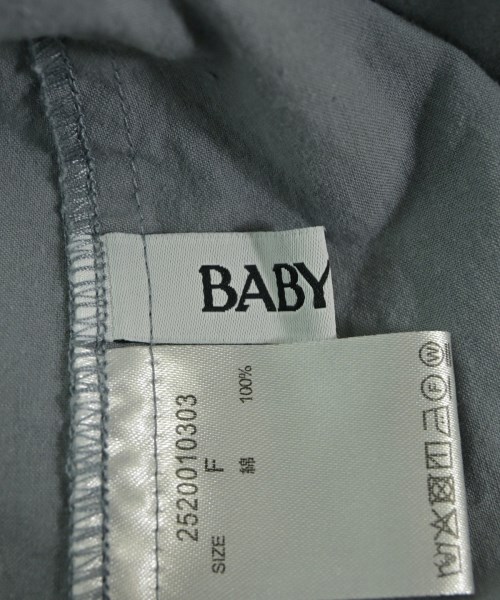 BABY
2520010303
SIZE F
綿 100%
F
W